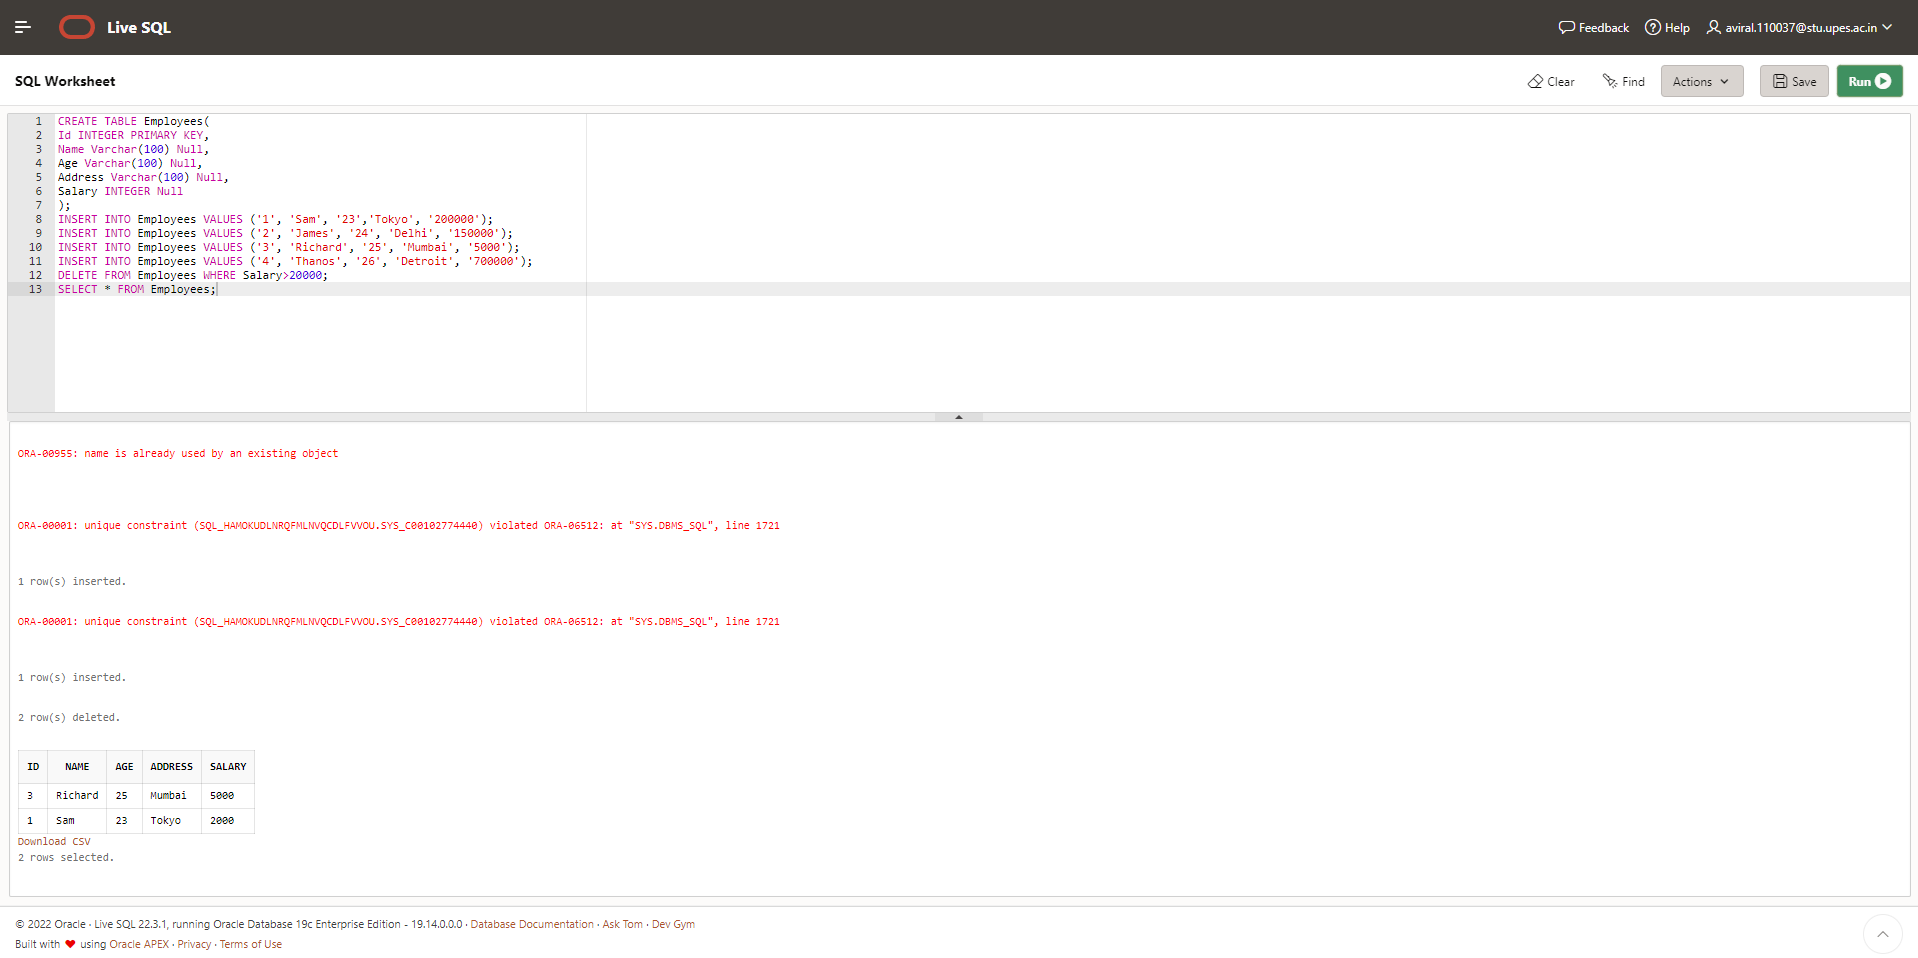 Live SQL
Feedback Help aviral.110037@stu.upes.ac.in
SQL Worksheet
Clear Find Actions Save Run
1 CREATE TABLE Employees(
2 Id INTEGER PRIMARY KEY,
3 Name Varchar(100) Null,
4 Age Varchar(100) Null,
5 Address Varchar(100) Null,
6 Salary INTEGER Null
7 );
8 INSERT INTO Employees VALUES ('1', 'Sam', '23','Tokyo', '200000');
9 INSERT INTO Employees VALUES ('2', 'James', '24', 'Delhi', '150000');
10 INSERT INTO Employees VALUES ('3', 'Richard', '25', 'Mumbai', '5000');
11 INSERT INTO Employees VALUES ('4', 'Thanos', '26', 'Detroit', '700000');
12 DELETE FROM Employees WHERE Salary>20000;
13 SELECT * FROM Employees;
ORA-00955: name is already used by an existing object
ORA-00001: unique constraint (SQL_HAMOKUDLNRQFMLNVQCDLFVVOU.SYS_C00102774440) violated ORA-06512: at "SYS.DBMS_SQL", line 1721
1 row(s) inserted.
ORA-00001: unique constraint (SQL_HAMOKUDLNRQFMLNVQCDLFVVOU.SYS_C00102774440) violated ORA-06512: at "SYS.DBMS_SQL", line 1721
1 row(s) inserted.
2 row(s) deleted.
ID NAME AGE ADDRESS SALARY
3 Richard 25 Mumbai 5000
1 Sam 23 Tokyo 2000
Download CSV
2 rows selected.
© 2022 Oracle · Live SQL 22.3.1, running Oracle Database 19c Enterprise Edition - 19.14.0.0.0 · Database Documentation · Ask Tom · Dev Gym
Built with ❤ using Oracle APEX · Privacy · Terms of Use